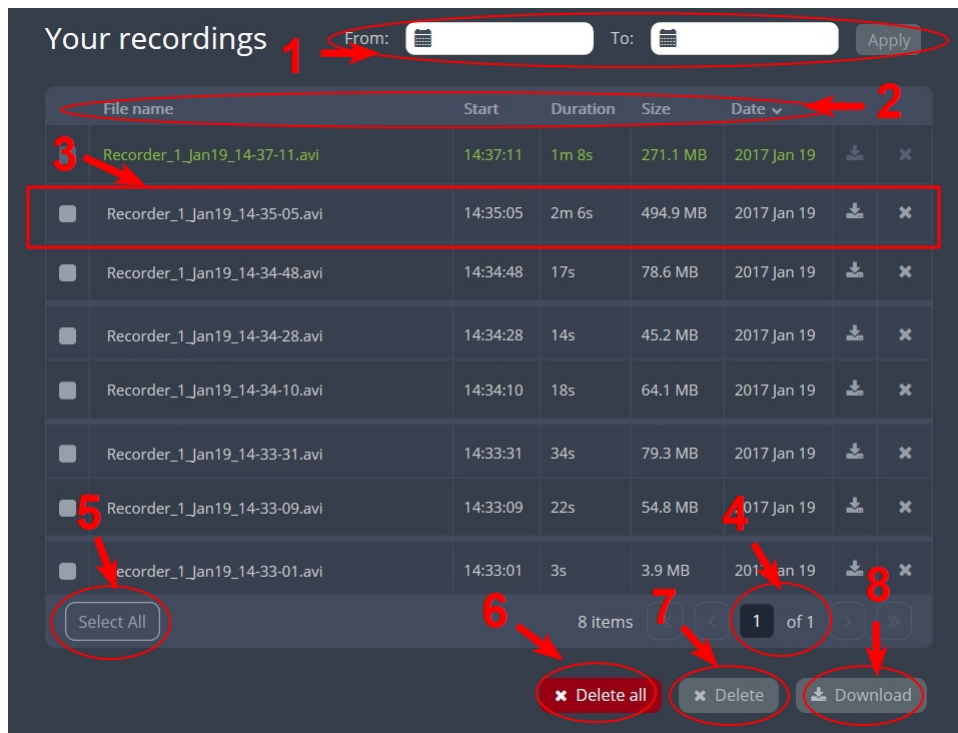 Your recordings From: To: Apply
1
File name Start Duration Size Date
2
3
Recorder_1_Jan19_14-37-11.avi 14:37:11 1m 8s 271.1 MB 2017 Jan 19
Recorder_1_Jan19_14-35-05.avi 14:35:05 2m 6s 494.9 MB 2017 Jan 19
Recorder_1_Jan19_14-34-48.avi 14:34:48 17s 78.6 MB 2017 Jan 19
Recorder_1_Jan19_14-34-28.avi 14:34:28 14s 45.2 MB 2017 Jan 19
Recorder_1_Jan19_14-34-10.avi 14:34:10 18s 64.1 MB 2017 Jan 19
Recorder_1_Jan19_14-33-31.avi 14:33:31 34s 79.3 MB 2017 Jan 19
Recorder_1_Jan19_14-33-09.avi 14:33:09 22s 54.8 MB 2017 Jan 19
5 4
Recorder_1_Jan19_14-33-01.avi 14:33:01 3s 3.9 MB 2017 Jan 19
8
6 7
Select All 8 items 1 of 1
Delete all Delete Download